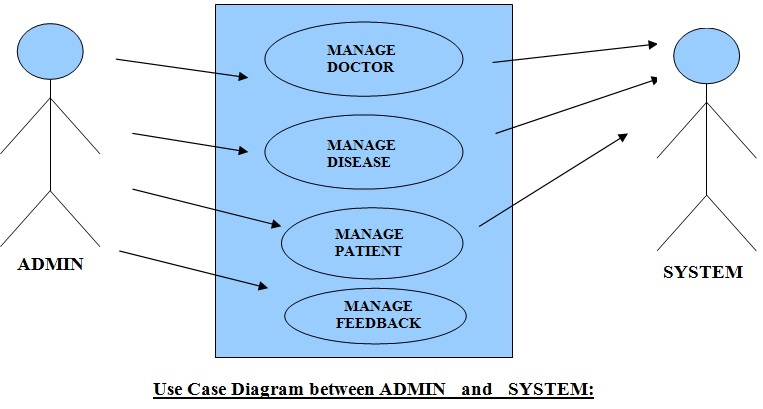 MANAGE
DOCTOR
MANAGE
DISEASE
MANAGE
PATIENT
MANAGE
FEEDBACK
ADMIN
SYSTEM
Use Case Diagram between ADMIN and SYSTEM: